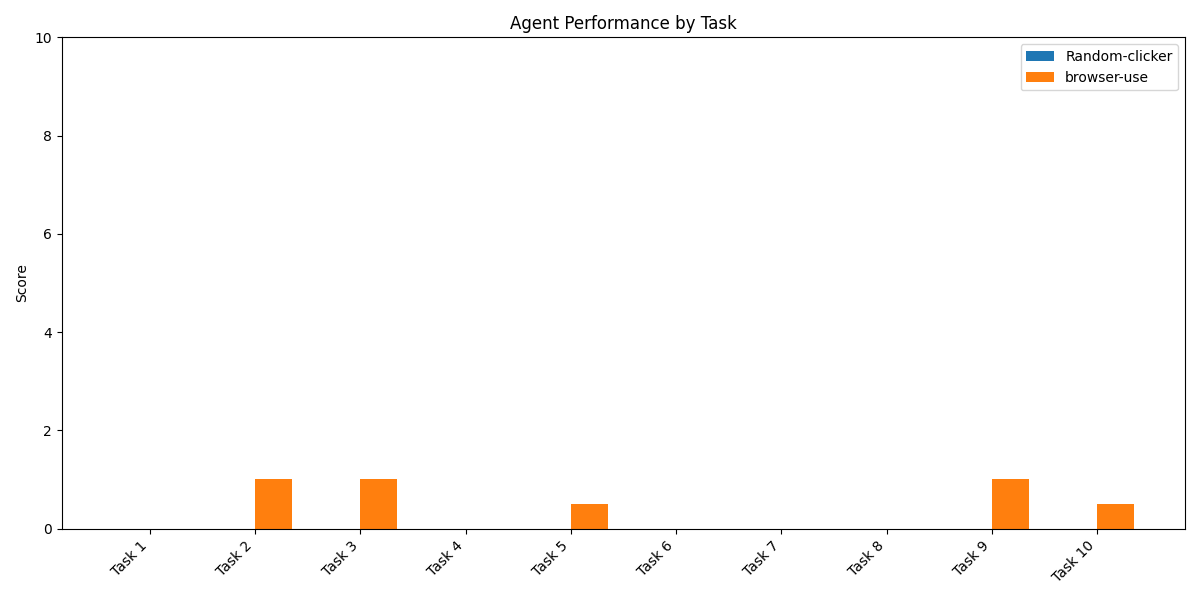 Agent Performance by Task
10
8
6
4
2
0
Score
Random-clicker
browser-use
Task 1
Task 2
Task 3
Task 4
Task 5
Task 6
Task 7
Task 8
Task 9
Task 10